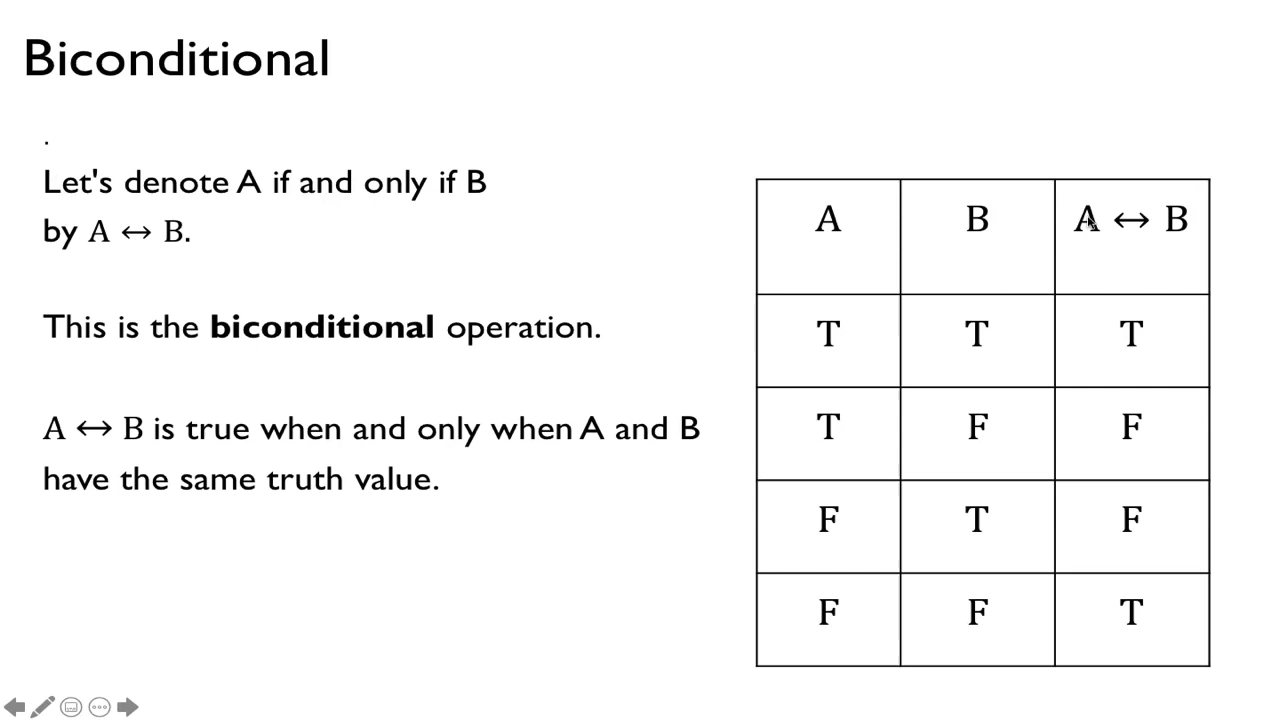 Biconditional
.
Let's denote A if and only if B
by A ↔ B.
This is the biconditional operation.
A ↔ B is true when and only when A and B
have the same truth value.
A B A ↔ B
T T T
T F F
F T F
F F T